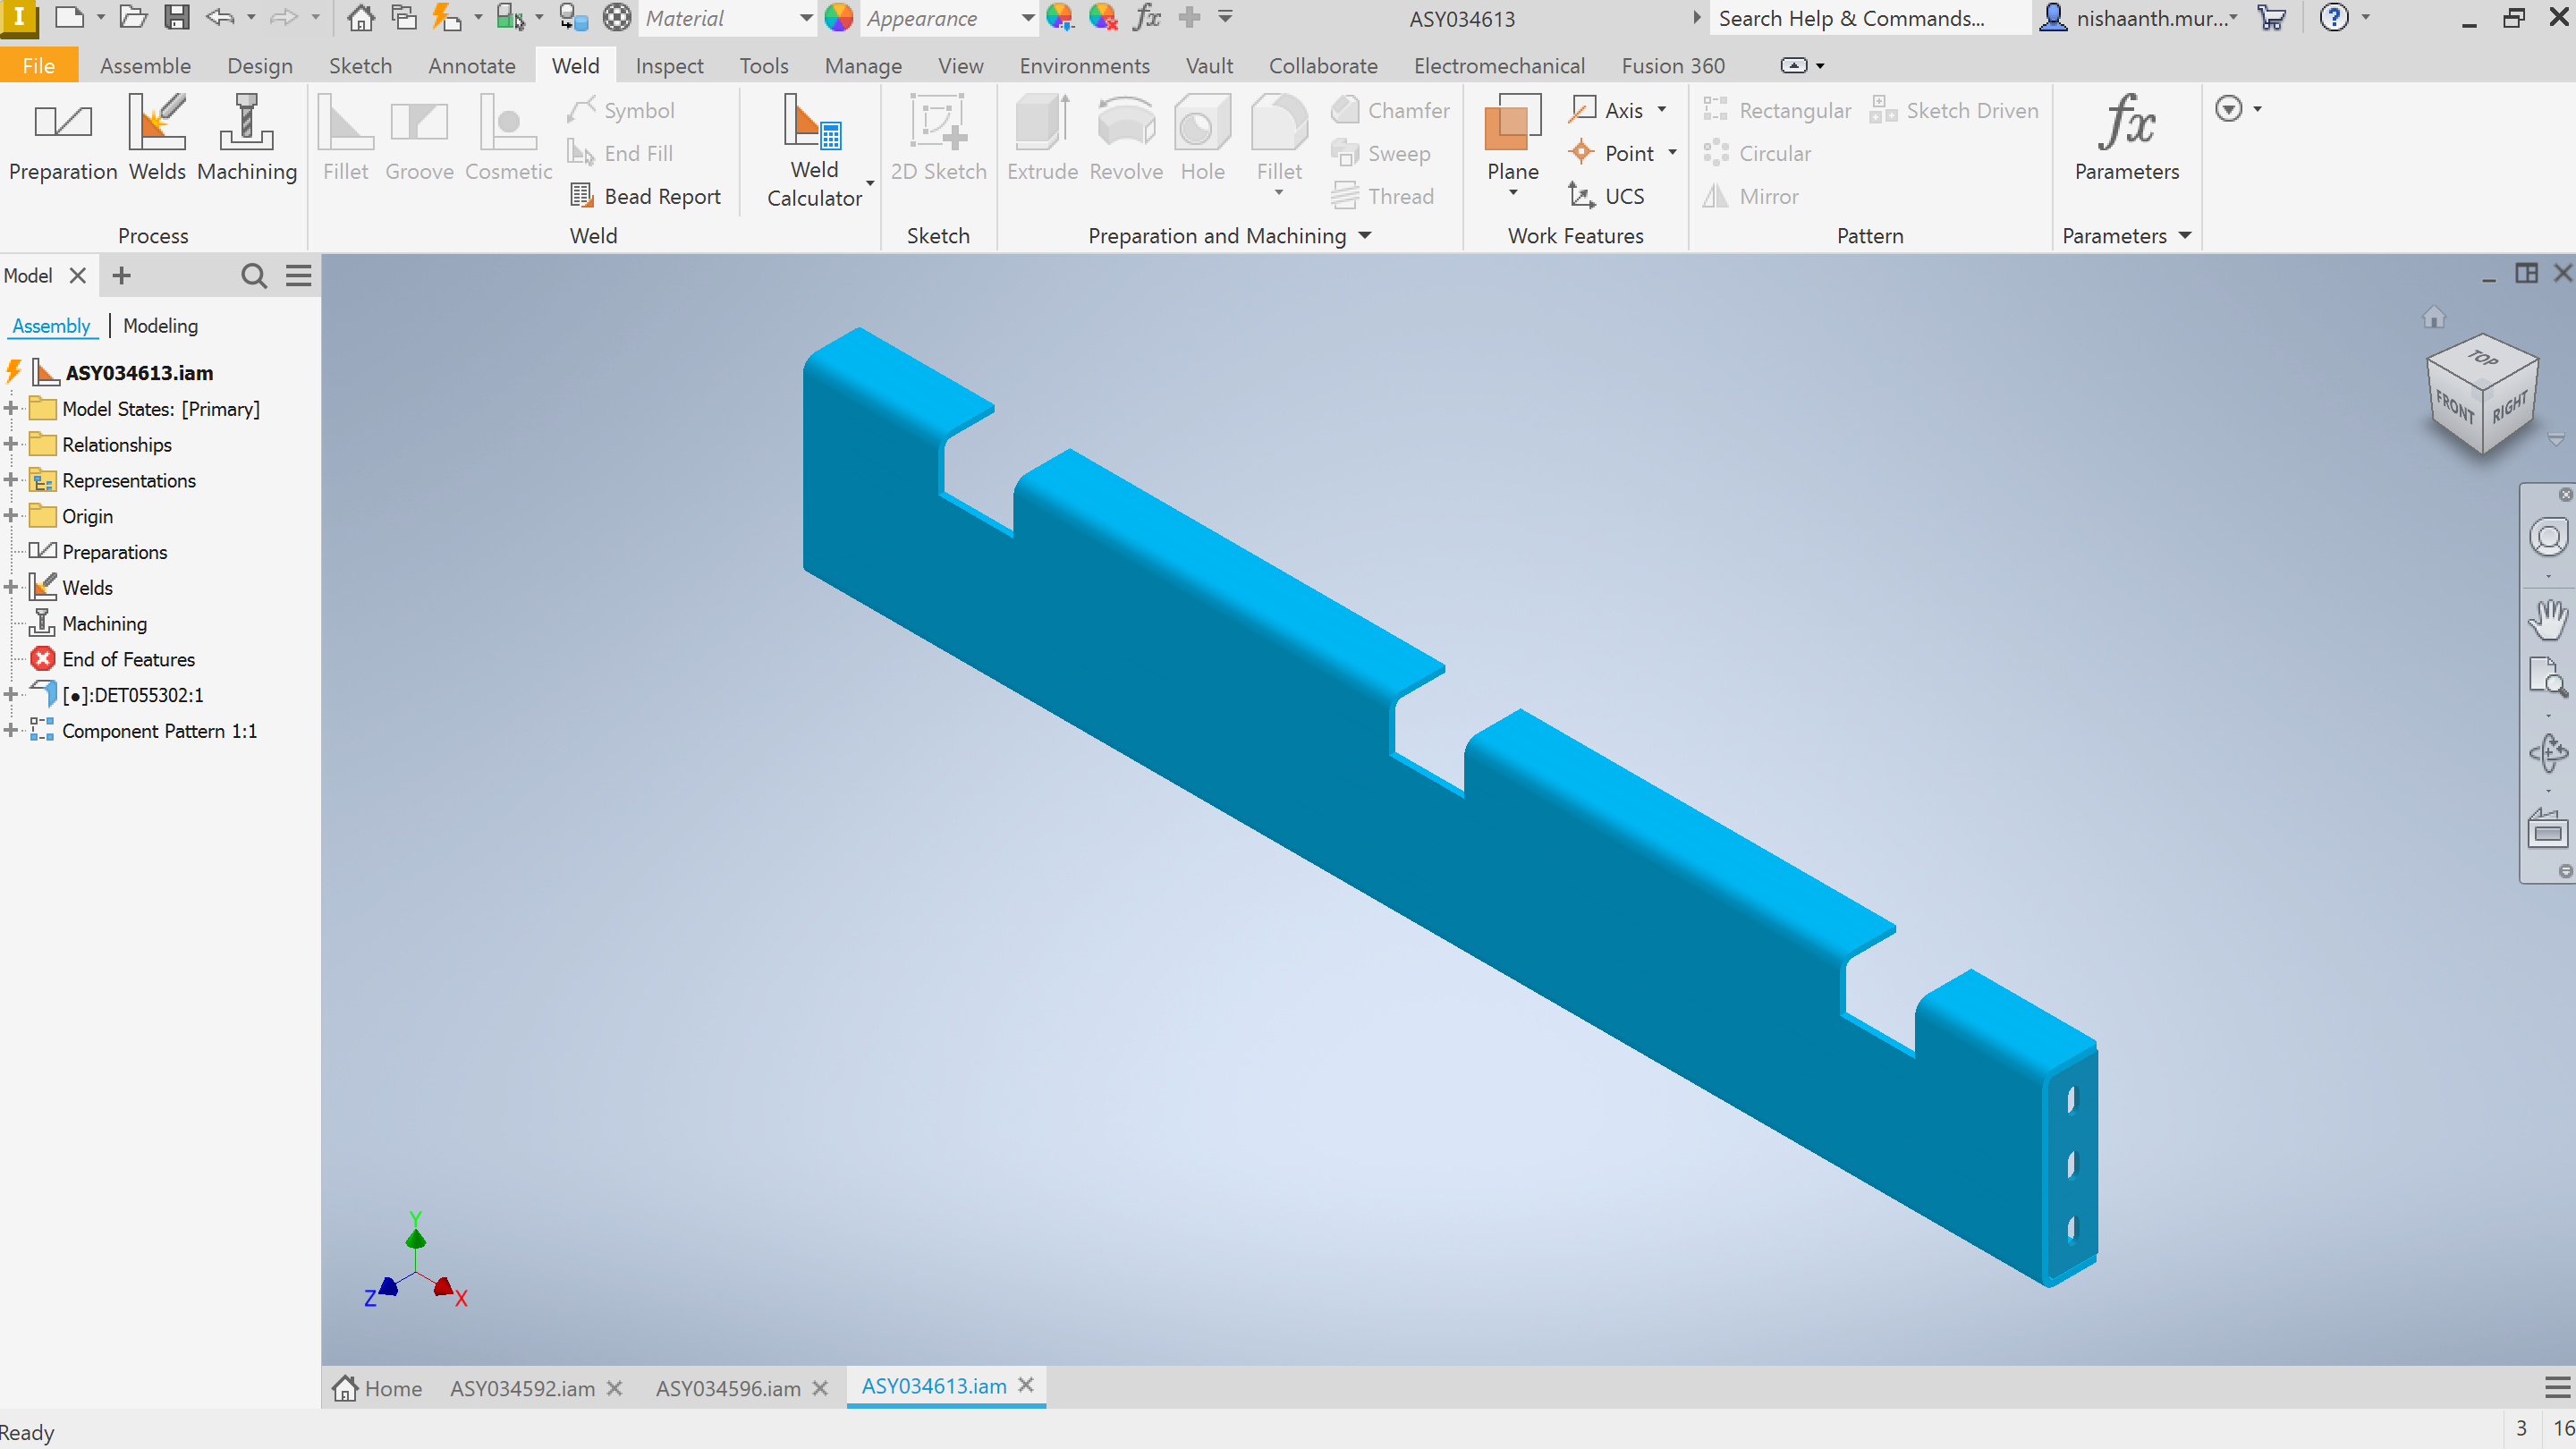 I Material Appearance fx ASY034613 Search Help & Commands... nishaanth.mur... ?
File Assemble Design Sketch Annotate Weld Inspect Tools Manage View Environments Vault Collaborate Electromechanical Fusion 360
Symbol Chamfer Axis Rectangular Sketch Driven
End Fill Sweep Point Circular
Preparation Welds Machining Fillet Groove Cosmetic Bead Report Weld Calculator 2D Sketch Extrude Revolve Hole Fillet Thread Plane UCS Mirror fx Parameters
Process Weld Sketch Preparation and Machining Work Features Pattern Parameters
Model
Assembly Modeling
ASY034613.iam
Model States: [Primary]
Relationships
Representations
Origin
Preparations
Welds
Machining
End of Features
[●]:DET055302:1
Component Pattern 1:1
TOP
FRONT RIGHT
Y
Z X
Home ASY034592.iam ASY034596.iam ASY034613.iam
Ready 3 16